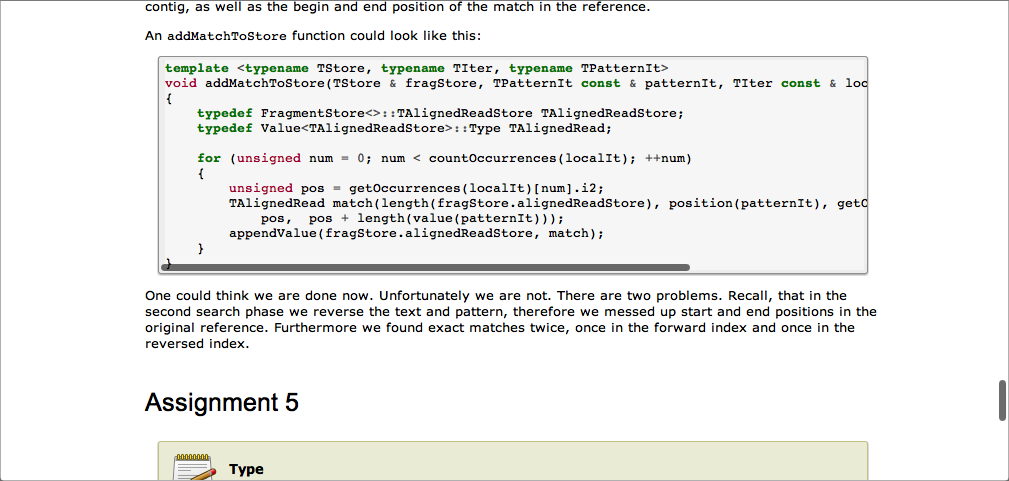 contig, as well as the begin and end position of the match in the reference.
An addMatchToStore function could look like this:
template <typename TStore, typename TIter, typename TPatternIt>
void addMatchToStore(TStore & fragStore, TPatternIt const & patternIt, TIter const & loc
{
    typedef FragmentStore<>::TAlignedReadStore TAlignedReadStore;
    typedef Value<TAlignedReadStore>::Type TAlignedRead;

    for (unsigned num = 0; num < countOccurrences(localIt); ++num)
    {
        unsigned pos = getOccurrences(localIt)[num].i2;
        TAlignedRead match(length(fragStore.alignedReadStore), position(patternIt), getO
            pos,  pos + length(value(patternIt)));
        appendValue(fragStore.alignedReadStore, match);
    }
}
One could think we are done now. Unfortunately we are not. There are two problems. Recall, that in the
second search phase we reverse the text and pattern, therefore we messed up start and end positions in the
original reference. Furthermore we found exact matches twice, once in the forward index and once in the
reversed index.
Assignment 5
Type